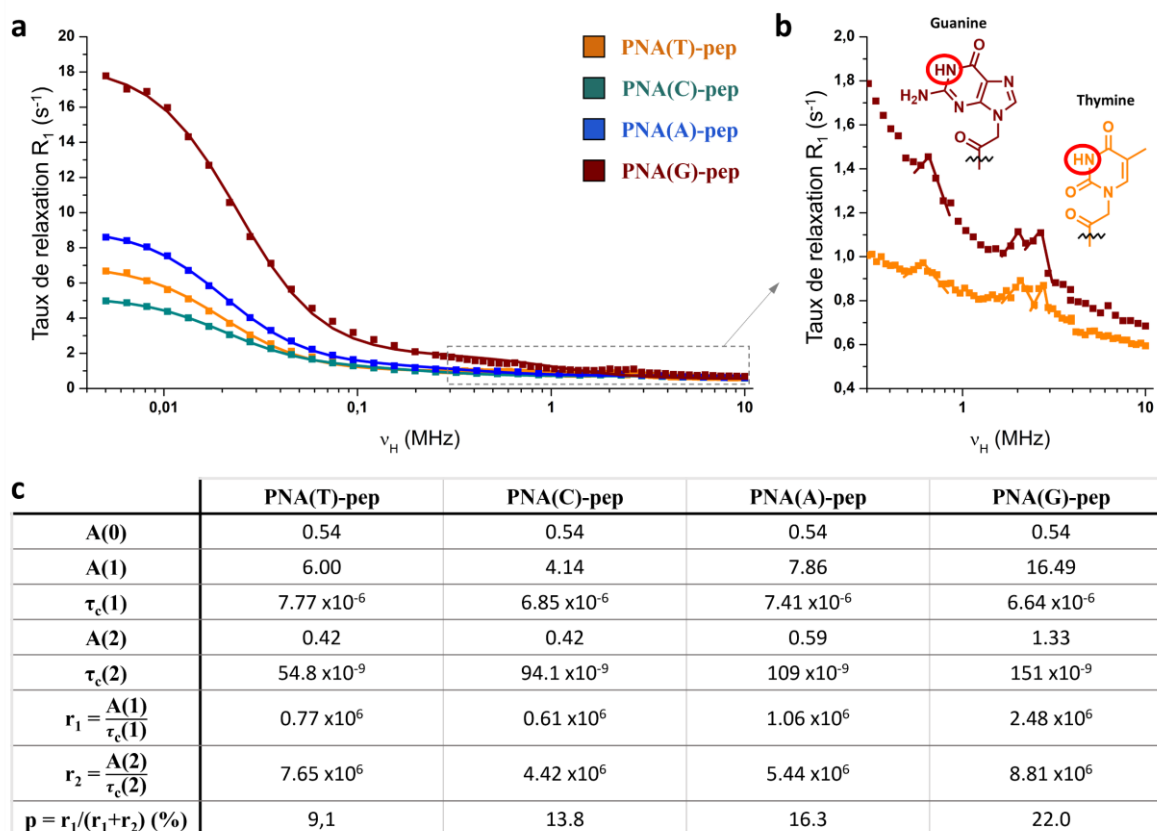 a
Taux de relaxation R₁ (s⁻¹)
20
18
16
14
12
10
8
6
4
2
0
0,01
0,1
1
10
νH (MHz)
PNA(T)-pep
PNA(C)-pep
PNA(A)-pep
PNA(G)-pep
b
Taux de relaxation R₁ (s⁻¹)
2,0
1,8
1,6
1,4
1,2
1,0
0,8
0,6
0,4
1
10
νH (MHz)
Guanine
O
HN
N
H₂N
N
N
O
Thymine
O
HN
O
N
O
c
PNA(T)-pep PNA(C)-pep PNA(A)-pep PNA(G)-pep
A(0) 0.54 0.54 0.54 0.54
A(1) 6.00 4.14 7.86 16.49
τc(1) 7.77 x10⁻⁶ 6.85 x10⁻⁶ 7.41 x10⁻⁶ 6.64 x10⁻⁶
A(2) 0.42 0.42 0.59 1.33
τc(2) 54.8 x10⁻⁹ 94.1 x10⁻⁹ 109 x10⁻⁹ 151 x10⁻⁹
r₁ = A(1)/τc(1) 0.77 x10⁶ 0.61 x10⁶ 1.06 x10⁶ 2.48 x10⁶
r₂ = A(2)/τc(2) 7.65 x10⁶ 4.42 x10⁶ 5.44 x10⁶ 8.81 x10⁶
p = r₁/(r₁+r₂) (%) 9,1 13.8 16.3 22.0